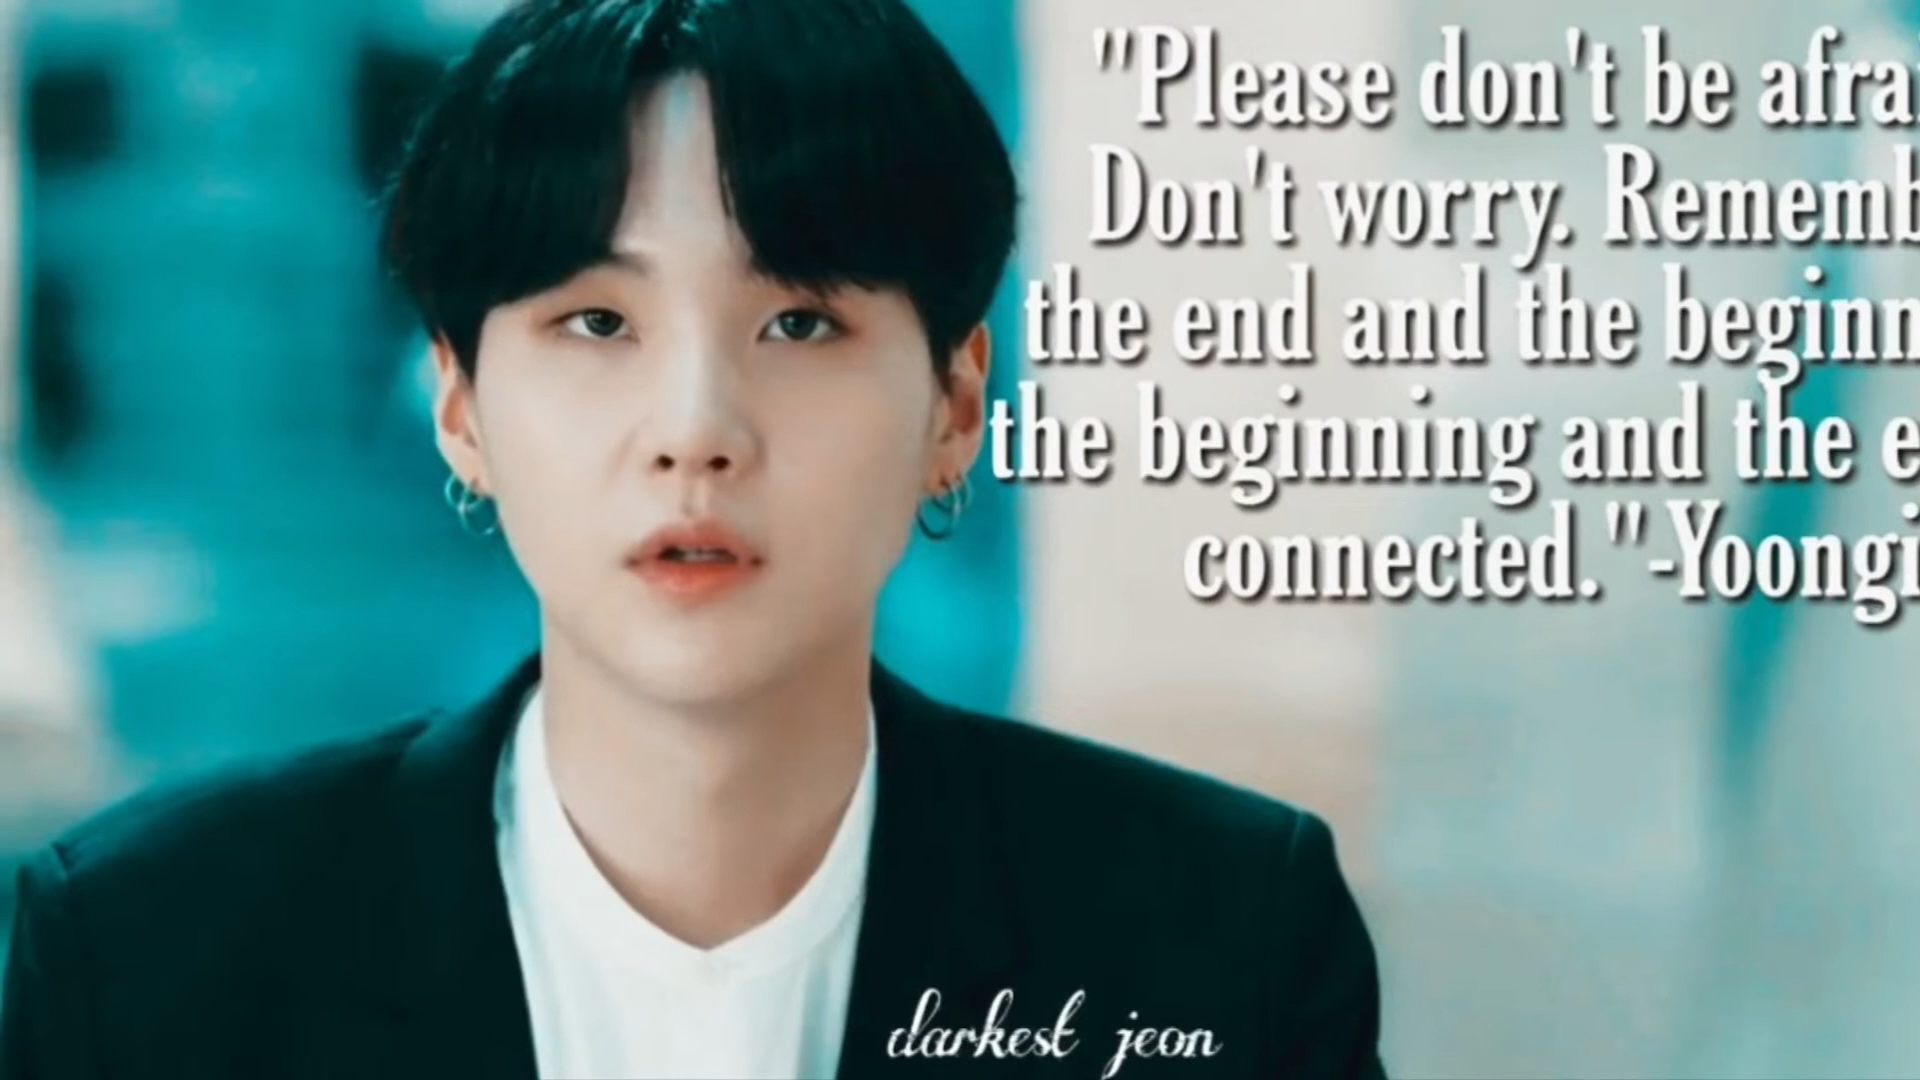 "Please don't be afrai
Don't worry. Rememb
the end and the beginn
the beginning and the e
connected."-Yoongi
darkest jeon